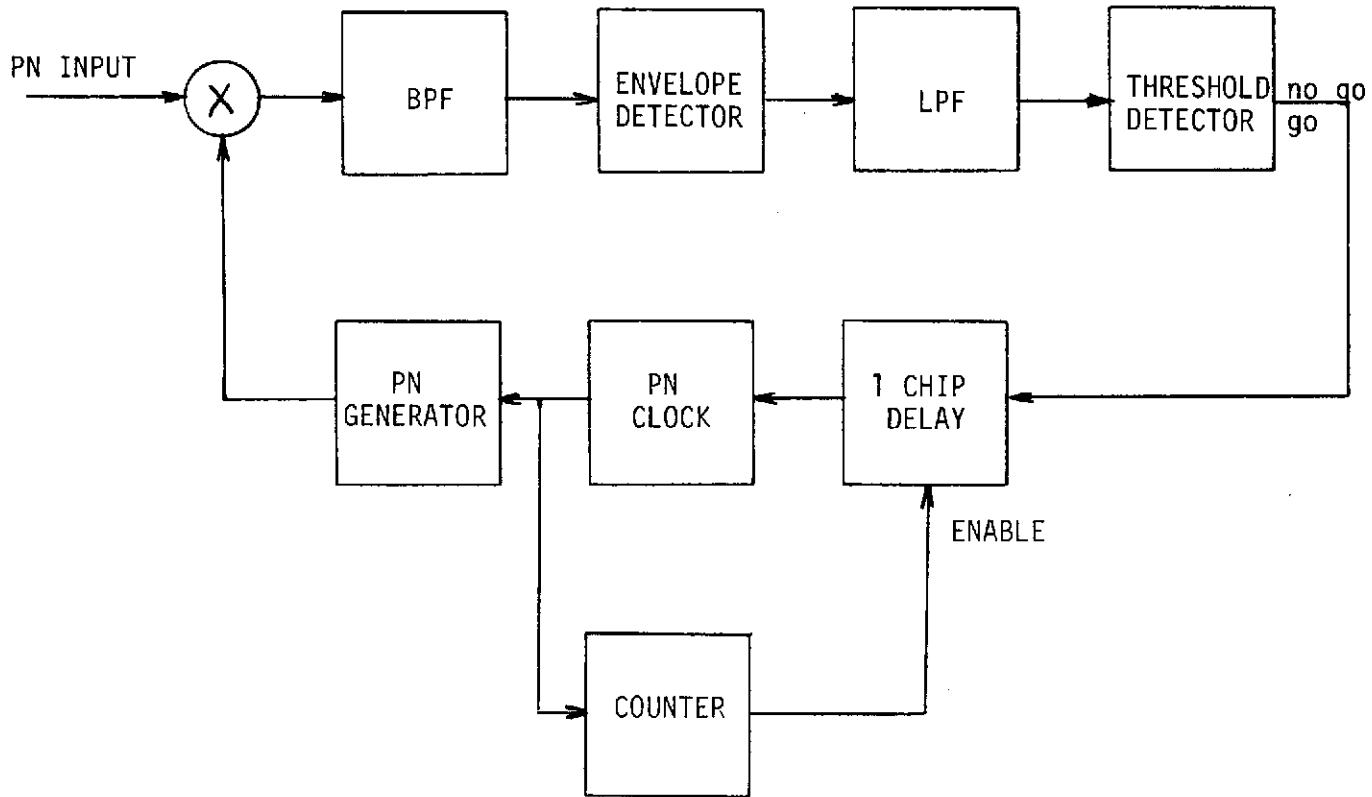 PN INPUT
X
BPF
ENVELOPE
DETECTOR
LPF
THRESHOLD
DETECTOR
no go
go
PN
GENERATOR
PN
CLOCK
1 CHIP
DELAY
ENABLE
COUNTER